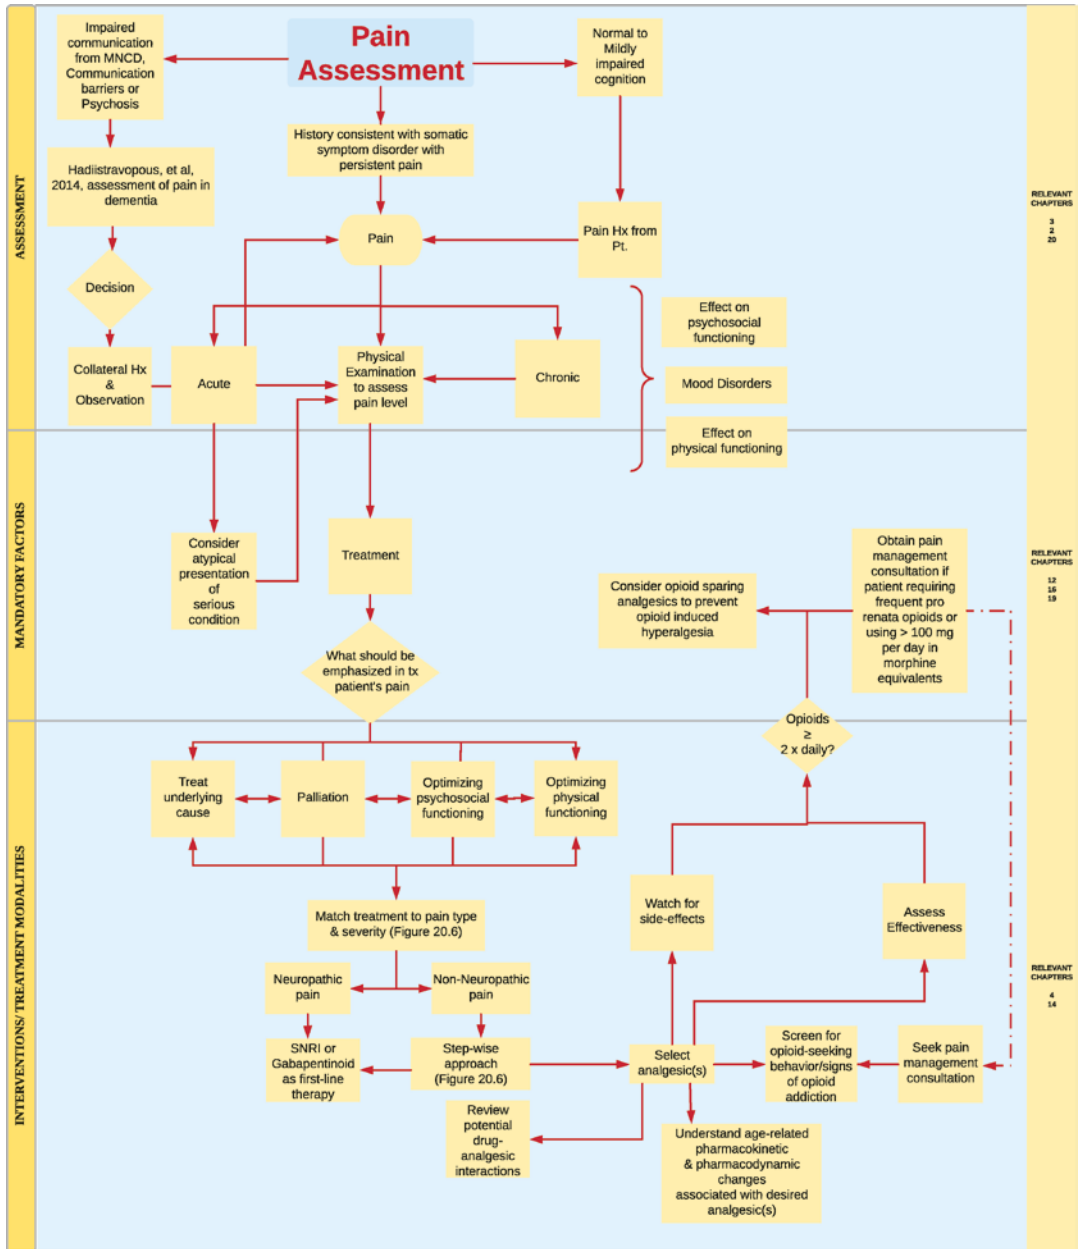 Pain
Assessment
Impaired
communication
from MNCD,
Communication
barriers or
Psychosis
Normal to
Mildly
impaired
cognition
History consistent with somatic
symptom disorder with
persistent pain
Hadiistravopous, et al,
2014, assessment of pain in
dementia
Pain
Pain Hx from
Pt.
Decision
Effect on
psychosocial
functioning
Collateral Hx
&
Observation
Acute
Physical
Examination
to assess
pain level
Chronic
Mood Disorders
Effect on
physical functioning
ASSESSMENT
RELEVANT
CHAPTERS
3
2
20
MANDATORY FACTORS
Consider
atypical
presentation
of
serious
condition
Treatment
Consider opioid sparing
analgesics to prevent
opioid induced
hyperalgesia
Obtain pain
management
consultation if
patient requiring
frequent pro
renata opioids or
using > 100 mg
per day in
morphine
equivalents
RELEVANT
CHAPTERS
12
16
19
What should be
emphasized in tx
patient's pain
Opioids
≥
2 x daily?
INTERVENTIONS/ TREATMENT MODALITIES
Treat
underlying
cause
Palliation
Optimizing
psychosocial
functioning
Optimizing
physical
functioning
Match treatment to pain type
& severity (Figure 20.6)
Watch for
side-effects
Assess
Effectiveness
Neuropathic
pain
Non-Neuropathic
pain
RELEVANT
CHAPTERS
4
14
SNRI or
Gabapentinoid
as first-line
therapy
Step-wise
approach
(Figure 20.6)
Select
analgesic(s)
Screen for
opioid-seeking
behavior/signs
of opioid
addiction
Seek pain
management
consultation
Review
potential
drug-
analgesic
interactions
Understand age-related
pharmacokinetic
& pharmacodynamic
changes
associated with desired
analgesic(s)